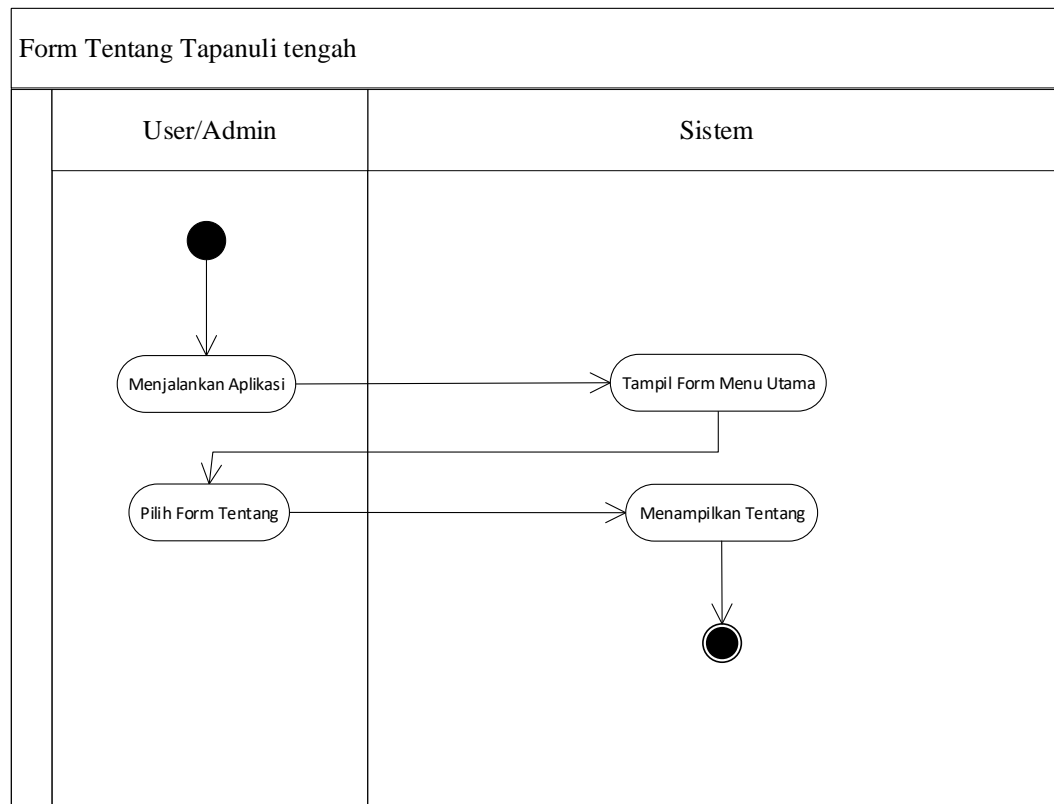 Form Tentang Tapanuli tengah
User/Admin
Sistem
Menjalankan Aplikasi
Tampil Form Menu Utama
Pilih Form Tentang
Menampilkan Tentang